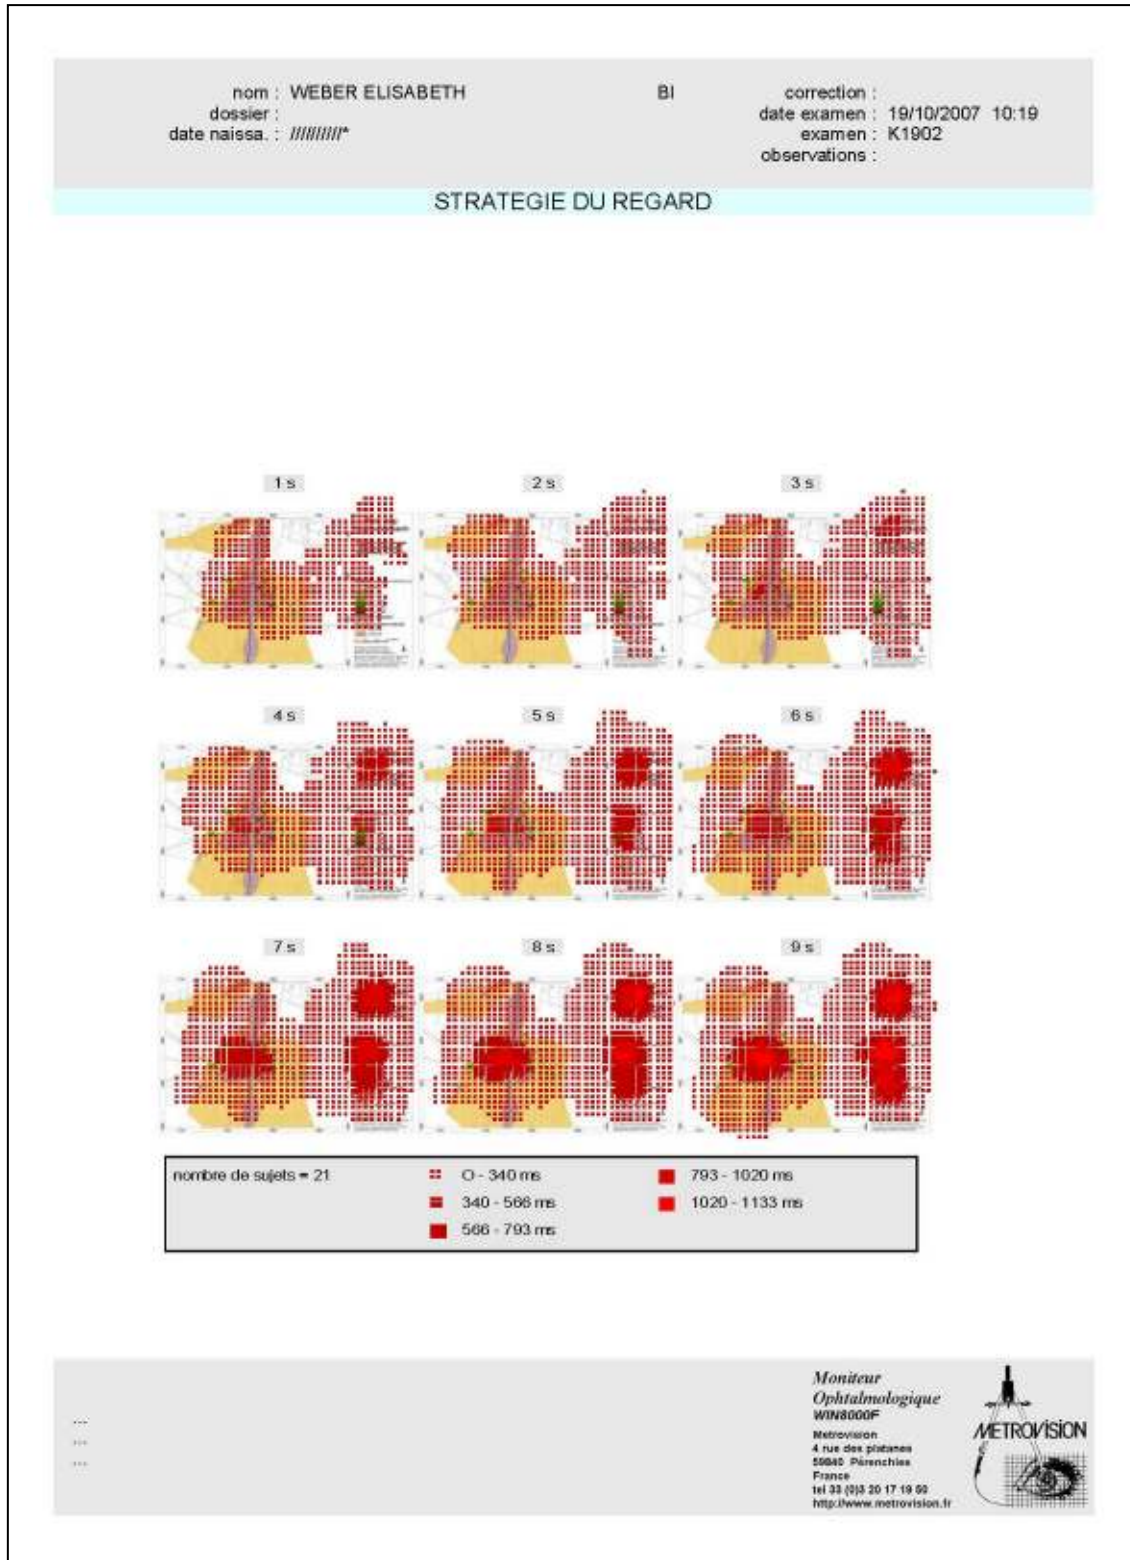 nom : WEBER ELISABETH BI correction :
dossier : date examen : 19/10/2007 10:19
date naissa. : //////////* examen : K1902
observations :
STRATEGIE DU REGARD
1 s 2 s 3 s
4 s 5 s 6 s
7 s 8 s 9 s
nombre de sujets = 21 O - 340 ms 793 - 1020 ms
340 - 566 ms 1020 - 1133 ms
566 - 793 ms
Moniteur
Ophtalmologique
WIN8000F
Metrovision
4 rue des platanes
59840 Pérenchies
France
tel 33 (0)3 20 17 19 50
http://www.metrovision.fr
METROVISION
...
...
...